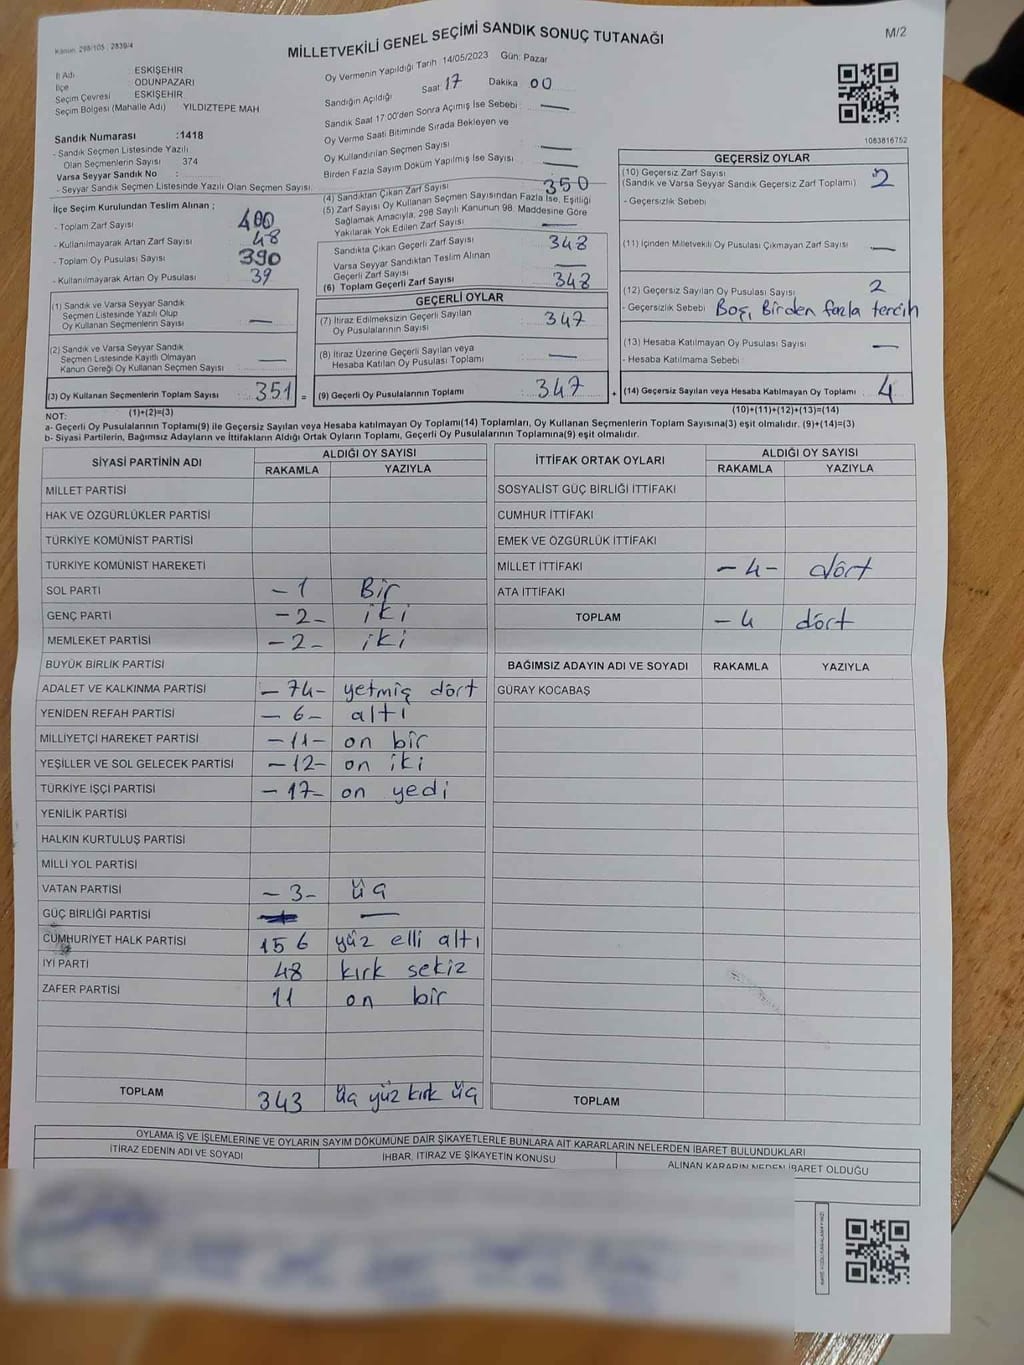 Kanun: 298/105 ; 2839/4
MİLLETVEKİLİ GENEL SEÇİMİ SANDIK SONUÇ TUTANAĞI
M/2
İl Adı : ESKİŞEHİR
İlçe : ODUNPAZARI
Seçim Çevresi : ESKİŞEHİR
Seçim Bölgesi (Mahalle Adı) YILDIZTEPE MAH
Oy Vermenin Yapıldığı Tarih 14/05/2023 Gün: Pazar
Sandığın Açıldığı Saat 17 Dakika 00
Sandık Saat 17:00'den Sonra Açılmış İse Sebebi : —
Oy Verme Saati Bitiminde Sırada Bekleyen ve
Oy Kullandırılan Seçmen Sayısı —
Birden Fazla Sayım Döküm Yapılmış İse Sayısı —
1083816752
Sandık Numarası :1418
- Sandık Seçmen Listesinde Yazılı
Olan Seçmenlerin Sayısı 374
Varsa Seyyar Sandık No :
- Seyyar Sandık Seçmen Listesinde Yazılı Olan Seçmen Sayısı:
İlçe Seçim Kurulundan Teslim Alınan ;
- Toplam Zarf Sayısı 400
- Kullanılmayarak Artan Zarf Sayısı 48
- Toplam Oy Pusulası Sayısı 390
- Kullanılmayarak Artan Oy Pusulası 39
(1) Sandık ve Varsa Seyyar Sandık
Seçmen Listesinde Yazılı Olup
Oy Kullanan Seçmenlerin Sayısı —
(2) Sandık ve Varsa Seyyar Sandık
Seçmen Listesinde Kayıtlı Olmayan
Kanun Gereği Oy Kullanan Seçmen Sayısı —
(3) Oy Kullanan Seçmenlerin Toplam Sayısı 351 =
(1)+(2)=(3)
(4) Sandıktan Çıkan Zarf Sayısı 350
(5) Zarf Sayısı Oy Kullanan Seçmen Sayısından Fazla İse, Eşitliği
Sağlamak Amacıyla, 298 Sayılı Kanunun 98. Maddesine Göre
Yakılarak Yok Edilen Zarf Sayısı —
Sandıkta Çıkan Geçerli Zarf Sayısı 348
Varsa Seyyar Sandıktan Teslim Alınan
Geçerli Zarf Sayısı —
(6) Toplam Geçerli Zarf Sayısı 348
GEÇERLİ OYLAR
(7) İtiraz Edilmeksizin Geçerli Sayılan
Oy Pusulalarının Sayısı 347
(8) İtiraz Üzerine Geçerli Sayılan veya
Hesaba Katılan Oy Pusulası Toplamı —
(9) Geçerli Oy Pusulalarının Toplamı 347 +
GEÇERSİZ OYLAR
(10) Geçersiz Zarf Sayısı 2
(Sandık ve Varsa Seyyar Sandık Geçersiz Zarf Toplamı)
- Geçersizlik Sebebi
(11) İçinden Milletvekili Oy Pusulası Çıkmayan Zarf Sayısı —
(12) Geçersiz Sayılan Oy Pusulası Sayısı 2
- Geçersizlik Sebebi Boş, Birden fazla tercih
(13) Hesaba Katılmayan Oy Pusulası Sayısı —
- Hesaba Katılmama Sebebi :
(14) Geçersiz Sayılan veya Hesaba Katılmayan Oy Toplamı 4
(10)+(11)+(12)+(13)=(14)
NOT:
a- Geçerli Oy Pusulalarının Toplamı(9) ile Geçersiz Sayılan veya Hesaba Katılmayan Oy Toplamı(14) Toplamları, Oy Kullanan Seçmenlerin Toplam Sayısına(3) eşit olmalıdır. (9)+(14)=(3)
b- Siyasi Partilerin, Bağımsız Adayların ve İttifakların Aldığı Ortak Oyların Toplamı, Geçerli Oy Pusulalarının Toplamına(9) eşit olmalıdır.
SİYASİ PARTİNİN ADI ALDIĞI OY SAYISI
RAKAMLA YAZIYLA
MİLLET PARTİSİ
HAK VE ÖZGÜRLÜKLER PARTİSİ
TÜRKİYE KOMÜNİST PARTİSİ
TÜRKİYE KOMÜNİST HAREKETİ
SOL PARTİ -1 Bir
GENÇ PARTİ -2- iki
MEMLEKET PARTİSİ -2- iki
BÜYÜK BİRLİK PARTİSİ
ADALET VE KALKINMA PARTİSİ -74- yetmiş dört
YENİDEN REFAH PARTİSİ -6- altı
MİLLİYETÇİ HAREKET PARTİSİ -11- on bir
YEŞİLLER VE SOL GELECEK PARTİSİ -12- on iki
TÜRKİYE İŞÇİ PARTİSİ -17- on yedi
YENİLİK PARTİSİ
HALKIN KURTULUŞ PARTİSİ
MİLLİ YOL PARTİSİ
VATAN PARTİSİ -3- üç
GÜÇ BİRLİĞİ PARTİSİ —
CUMHURİYET HALK PARTİSİ 156 yüz elli altı
İYİ PARTİ 48 kırk sekiz
ZAFER PARTİSİ 11 on bir
TOPLAM 343 üç yüz kırk üç
İTTİFAK ORTAK OYLARI ALDIĞI OY SAYISI
RAKAMLA YAZIYLA
SOSYALİST GÜÇ BİRLİĞİ İTTİFAKI
CUMHUR İTTİFAKI
EMEK VE ÖZGÜRLÜK İTTİFAKI
MİLLET İTTİFAKI -4- dört
ATA İTTİFAKI
TOPLAM -4 dört
BAĞIMSIZ ADAYIN ADI VE SOYADI RAKAMLA YAZIYLA
GÜRAY KOCABAŞ
TOPLAM
OYLAMA İŞ VE İŞLEMLERİNE VE OYLARIN SAYIM DÖKÜMÜNE DAİR ŞİKAYETLERLE BUNLARA AİT KARARLARIN NELERDEN İBARET BULUNDUKLARI
İTİRAZ EDENİN ADI VE SOYADI İHBAR, İTİRAZ VE ŞİKAYETİN KONUSU ALINAN KARARIN NEDEN İBARET OLDUĞU